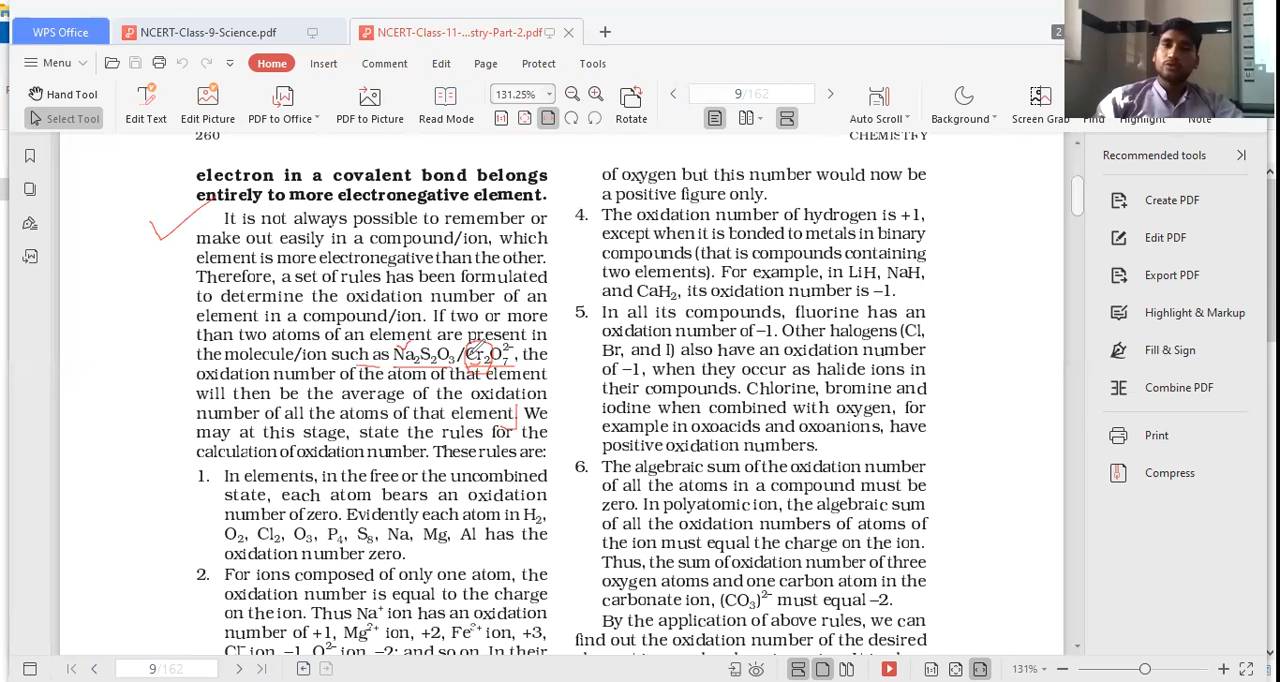 WPS Office
NCERT-Class-9-Science.pdf
NCERT-Class-11-...stry-Part-2.pdf
2
Menu
Home
Insert
Comment
Edit
Page
Protect
Tools
Hand Tool
Select Tool
Edit Text
Edit Picture
PDF to Office
PDF to Picture
131.25%
Read Mode
Rotate
9/162
Auto Scroll
Background
Screen Grab
Find
Highlight
Note
260
CHEMISTRY
electron in a covalent bond belongs
entirely to more electronegative element.
It is not always possible to remember or
make out easily in a compound/ion, which
element is more electronegative than the other.
Therefore, a set of rules has been formulated
to determine the oxidation number of an
element in a compound/ion. If two or more
than two atoms of an element are present in
the molecule/ion such as Na₂S₂O₃/Cr₂O₇²⁻, the
oxidation number of the atom of that element
will then be the average of the oxidation
number of all the atoms of that element. We
may at this stage, state the rules for the
calculation of oxidation number. These rules are:
1. In elements, in the free or the uncombined
state, each atom bears an oxidation
number of zero. Evidently each atom in H₂,
O₂, Cl₂, O₃, P₄, S₈, Na, Mg, Al has the
oxidation number zero.
2. For ions composed of only one atom, the
oxidation number is equal to the charge
on the ion. Thus Na⁺ ion has an oxidation
number of +1, Mg²⁺ ion, +2, Fe³⁺ ion, +3,
Cl⁻ ion, –1, O²⁻ ion, –2; and so on. In their
of oxygen but this number would now be
a positive figure only.
4. The oxidation number of hydrogen is +1,
except when it is bonded to metals in binary
compounds (that is compounds containing
two elements). For example, in LiH, NaH,
and CaH₂, its oxidation number is –1.
5. In all its compounds, fluorine has an
oxidation number of –1. Other halogens (Cl,
Br, and I) also have an oxidation number
of –1, when they occur as halide ions in
their compounds. Chlorine, bromine and
iodine when combined with oxygen, for
example in oxoacids and oxoanions, have
positive oxidation numbers.
6. The algebraic sum of the oxidation number
of all the atoms in a compound must be
zero. In polyatomic ion, the algebraic sum
of all the oxidation numbers of atoms of
the ion must equal the charge on the ion.
Thus, the sum of oxidation number of three
oxygen atoms and one carbon atom in the
carbonate ion, (CO₃)²⁻ must equal –2.
By the application of above rules, we can
find out the oxidation number of the desired
Recommended tools
Create PDF
Edit PDF
Export PDF
Highlight & Markup
Fill & Sign
Compress PDF
Print
Compress
9/162
131%